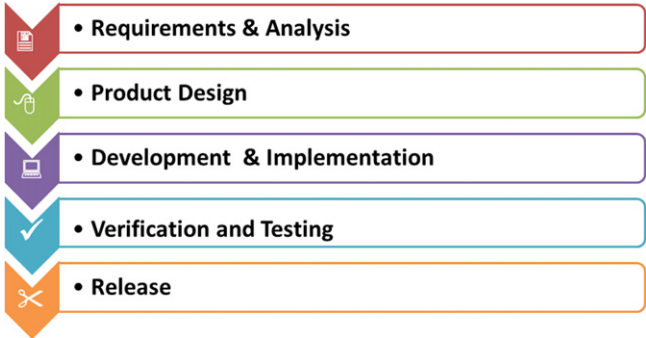 • Requirements & Analysis
• Product Design
• Development & Implementation
• Verification and Testing
• Release